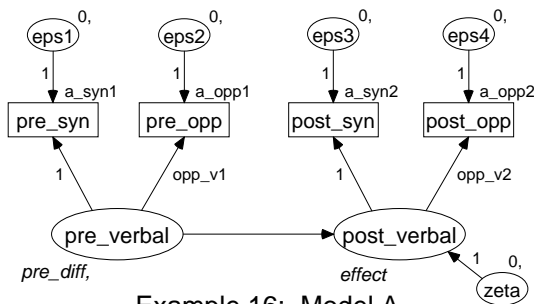 0, 0, 0, 0,
eps1 eps2 eps3 eps4
1 1 1 1
a_syn1 a_opp1 a_syn2 a_opp2
pre_syn pre_opp post_syn post_opp
1 opp_v1 1 opp_v2
pre_verbal post_verbal
pre_diff, effect 1 0,
zeta
Example 16: Model A